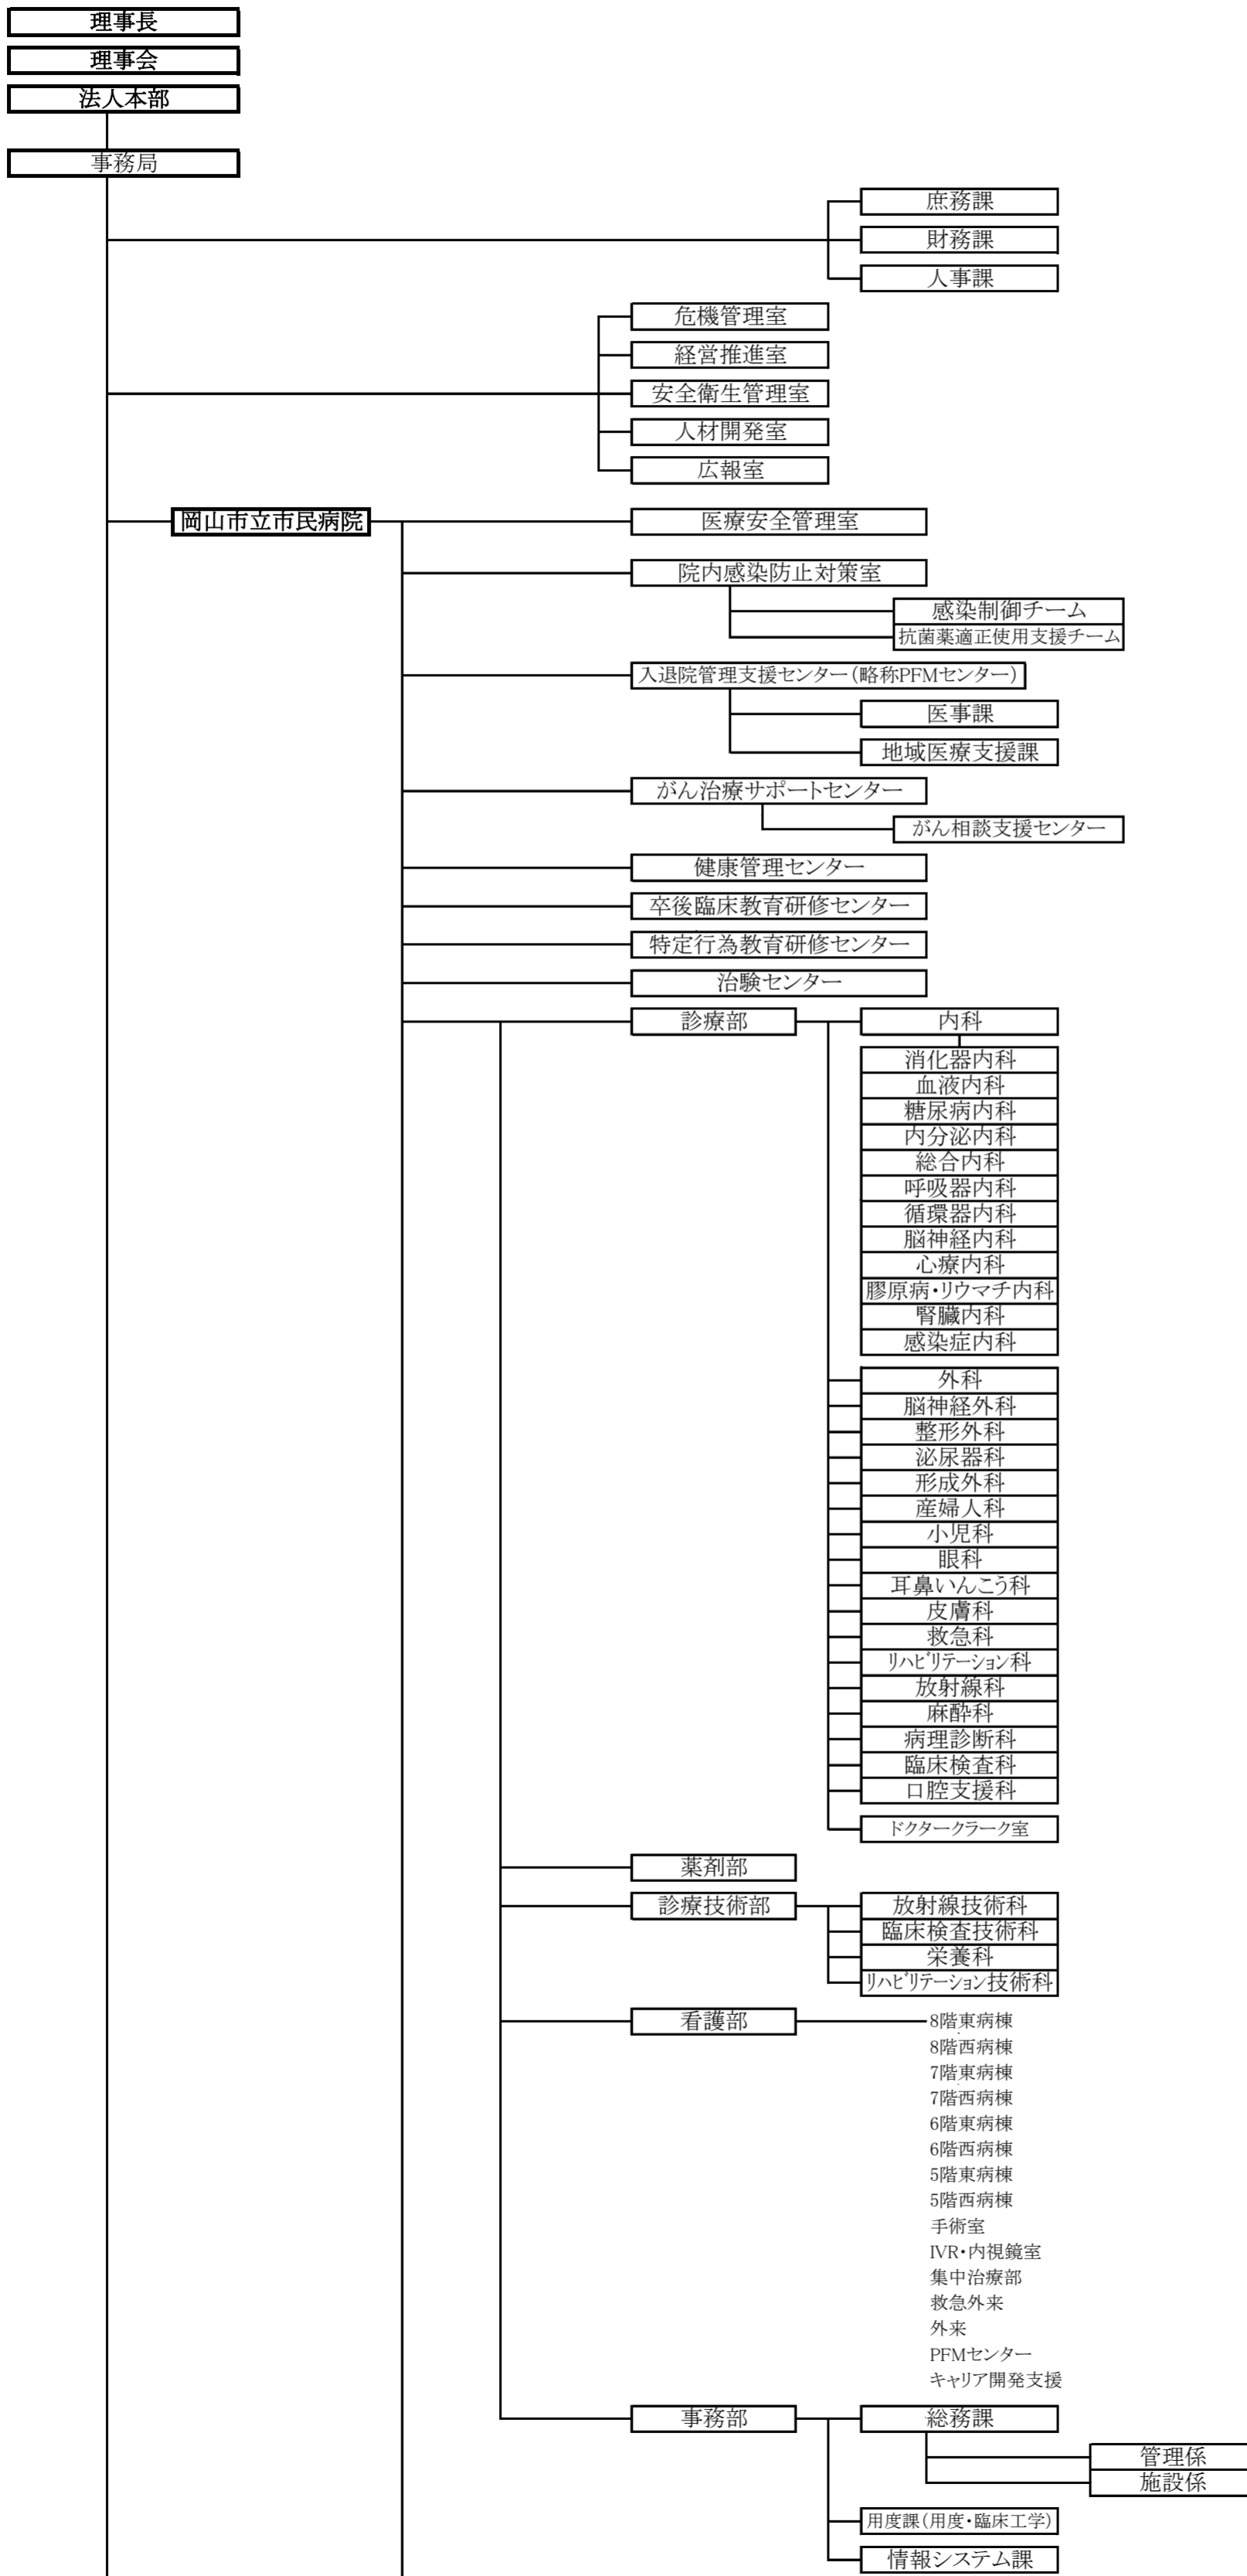 理事長
理事会
法人本部
事務局
庶務課
財務課
人事課
危機管理室
経営推進室
安全衛生管理室
人材開発室
広報室
岡山市立市民病院
医療安全管理室
院内感染防止対策室
感染制御チーム
抗菌薬適正使用支援チーム
入退院管理支援センター(略称PFMセンター)
医事課
地域医療支援課
がん治療サポートセンター
がん相談支援センター
健康管理センター
卒後臨床教育研修センター
特定行為教育研修センター
治験センター
診療部
内科
消化器内科
血液内科
糖尿病内科
内分泌内科
総合内科
呼吸器内科
循環器内科
脳神経内科
心療内科
膠原病・リウマチ内科
腎臓内科
感染症内科
外科
脳神経外科
整形外科
泌尿器科
形成外科
産婦人科
小児科
眼科
耳鼻いんこう科
皮膚科
救急科
ﾘﾊﾋﾞﾘﾃｰｼｮﾝ科
放射線科
麻酔科
病理診断科
臨床検査科
口腔支援科
ドクタークラーク室
薬剤部
診療技術部
放射線技術科
臨床検査技術科
栄養科
ﾘﾊﾋﾞﾘﾃｰｼｮﾝ技術科
看護部
8階東病棟
8階西病棟
7階東病棟
7階西病棟
6階東病棟
6階西病棟
5階東病棟
5階西病棟
手術室
IVR・内視鏡室
集中治療部
救急外来
外来
PFMセンター
キャリア開発支援
事務部
総務課
管理係
施設係
用度課(用度・臨床工学)
情報システム課